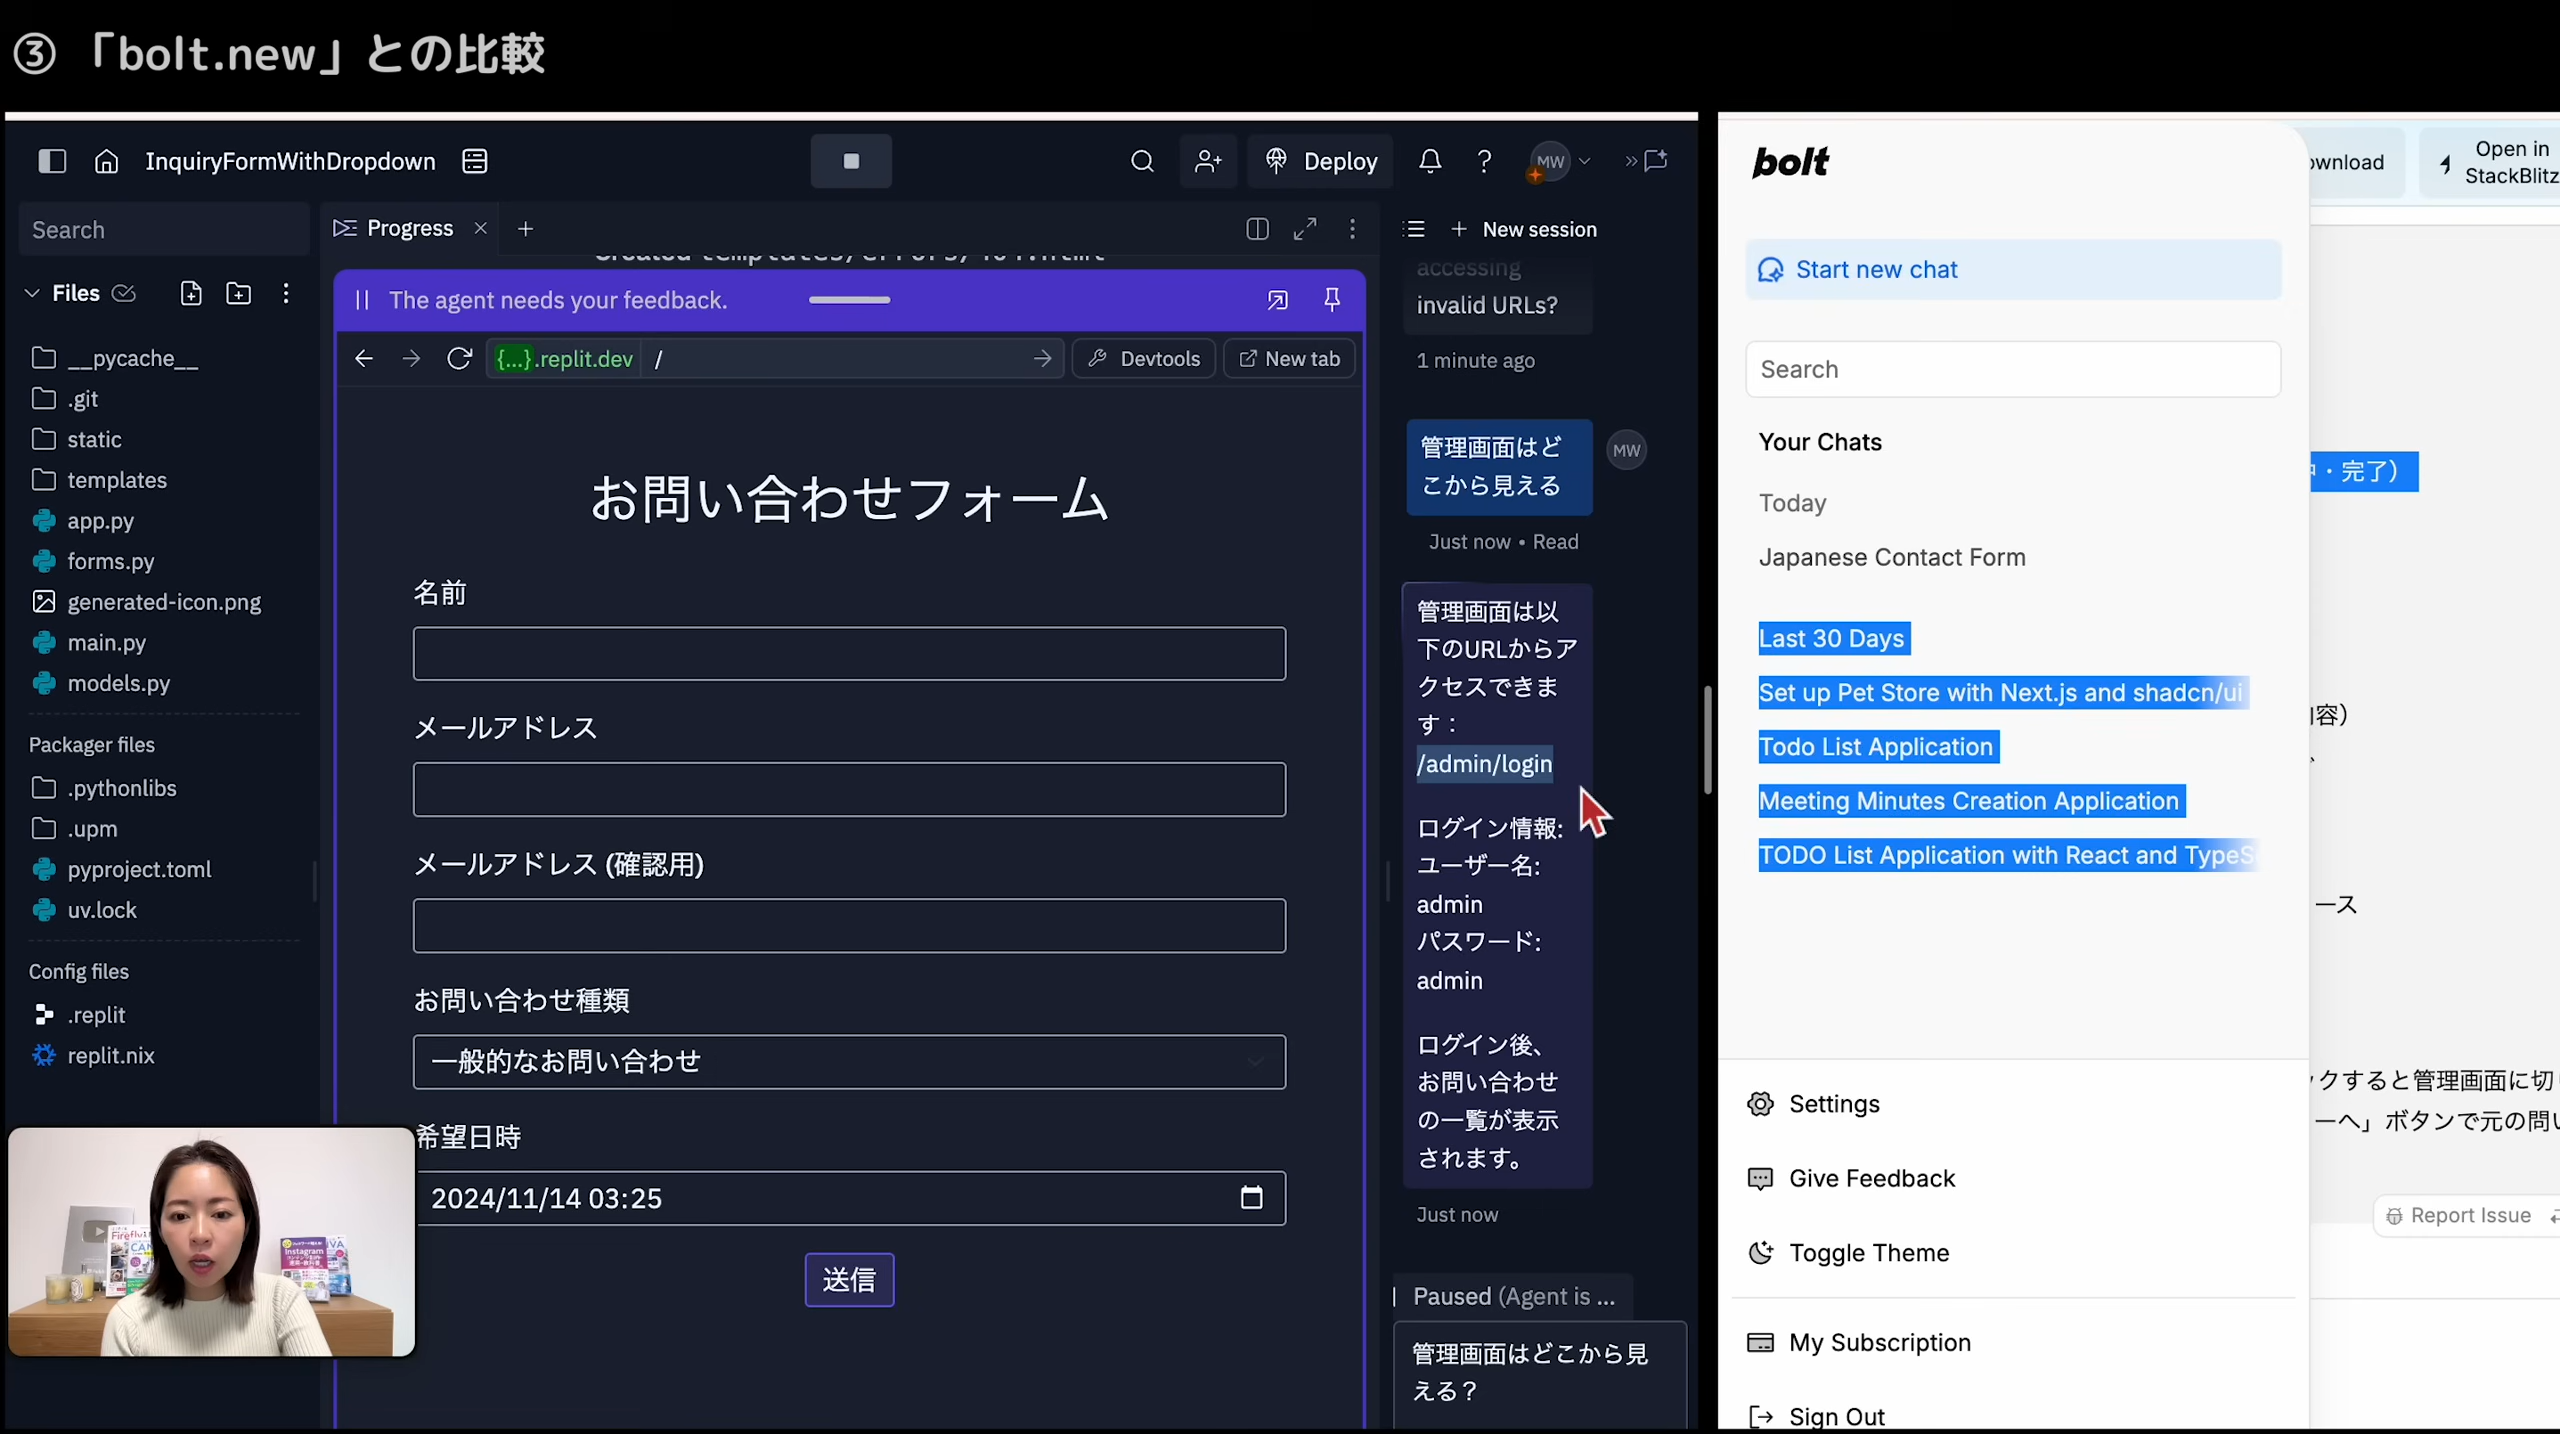 ③ 「bolt.new」との比較
InquiryFormWithDropdown
Deploy
MW
Search
Files
__pycache__
.git
static
templates
app.py
forms.py
generated-icon.png
main.py
models.py
Packager files
.pythonlibs
.upm
pyproject.toml
uv.lock
Config files
.replit
replit.nix
Progress
The agent needs your feedback.
{...}.replit.dev /
Devtools
New tab
お問い合わせフォーム
名前
メールアドレス
メールアドレス (確認用)
お問い合わせ種類
一般的なお問い合わせ
希望日時
2024/11/14 03:25
送信
New session
accessing
invalid URLs?
1 minute ago
管理画面はど
こから見える
MW
Just now • Read
管理画面は以
下のURLからア
クセスできま
す：
/admin/login
ログイン情報:
ユーザー名:
admin
パスワード:
admin
ログイン後、
お問い合わせ
の一覧が表示
されます。
Just now
Paused (Agent is ...
管理画面はどこから見
える？
bolt
Start new chat
Search
Your Chats
Today
Japanese Contact Form
Last 30 Days
Set up Pet Store with Next.js and shadcn/ui
Todo List Application
Meeting Minutes Creation Application
TODO List Application with React and TypeS
Settings
Give Feedback
Toggle Theme
My Subscription
Sign Out
Open in
StackBlitz
・完了）
容）
ース
クすると管理画面に切
ーへ」ボタンで元の問い
Report Issue